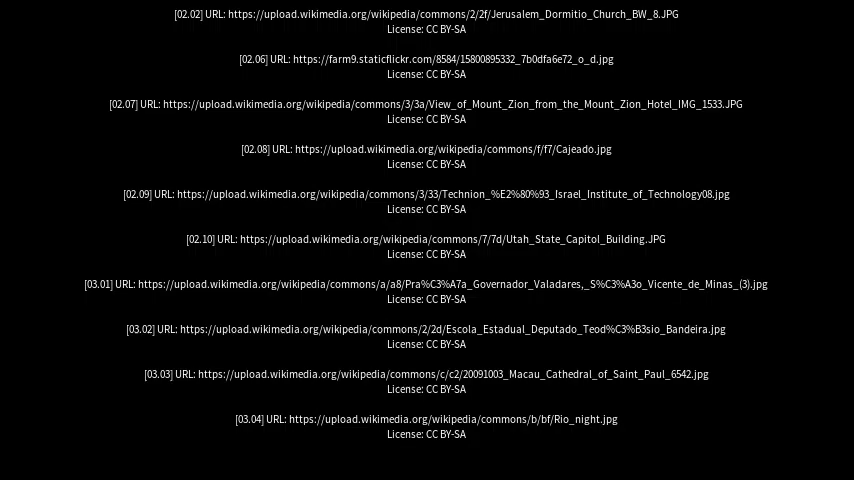 [02.02] URL: https://upload.wikimedia.org/wikipedia/commons/2/2f/Jerusalem_Dormitio_Church_BW_8.JPG
License: CC BY-SA
[02.06] URL: https://farm9.staticflickr.com/8584/15800895332_7b0dfa6e72_o_d.jpg
License: CC BY-SA
[02.07] URL: https://upload.wikimedia.org/wikipedia/commons/3/3a/View_of_Mount_Zion_from_the_Mount_Zion_Hotel_IMG_1533.JPG
License: CC BY-SA
[02.08] URL: https://upload.wikimedia.org/wikipedia/commons/f/f7/Cajeado.jpg
License: CC BY-SA
[02.09] URL: https://upload.wikimedia.org/wikipedia/commons/3/33/Technion_%E2%80%93_Israel_Institute_of_Technology08.jpg
License: CC BY-SA
[02.10] URL: https://upload.wikimedia.org/wikipedia/commons/7/7d/Utah_State_Capitol_Building.JPG
License: CC BY-SA
[03.01] URL: https://upload.wikimedia.org/wikipedia/commons/a/a8/Pra%C3%A7a_Governador_Valadares,_S%C3%A3o_Vicente_de_Minas_(3).jpg
License: CC BY-SA
[03.02] URL: https://upload.wikimedia.org/wikipedia/commons/2/2d/Escola_Estadual_Deputado_Teod%C3%B3sio_Bandeira.jpg
License: CC BY-SA
[03.03] URL: https://upload.wikimedia.org/wikipedia/commons/c/c2/20091003_Macau_Cathedral_of_Saint_Paul_6542.jpg
License: CC BY-SA
[03.04] URL: https://upload.wikimedia.org/wikipedia/commons/b/bf/Rio_night.jpg
License: CC BY-SA